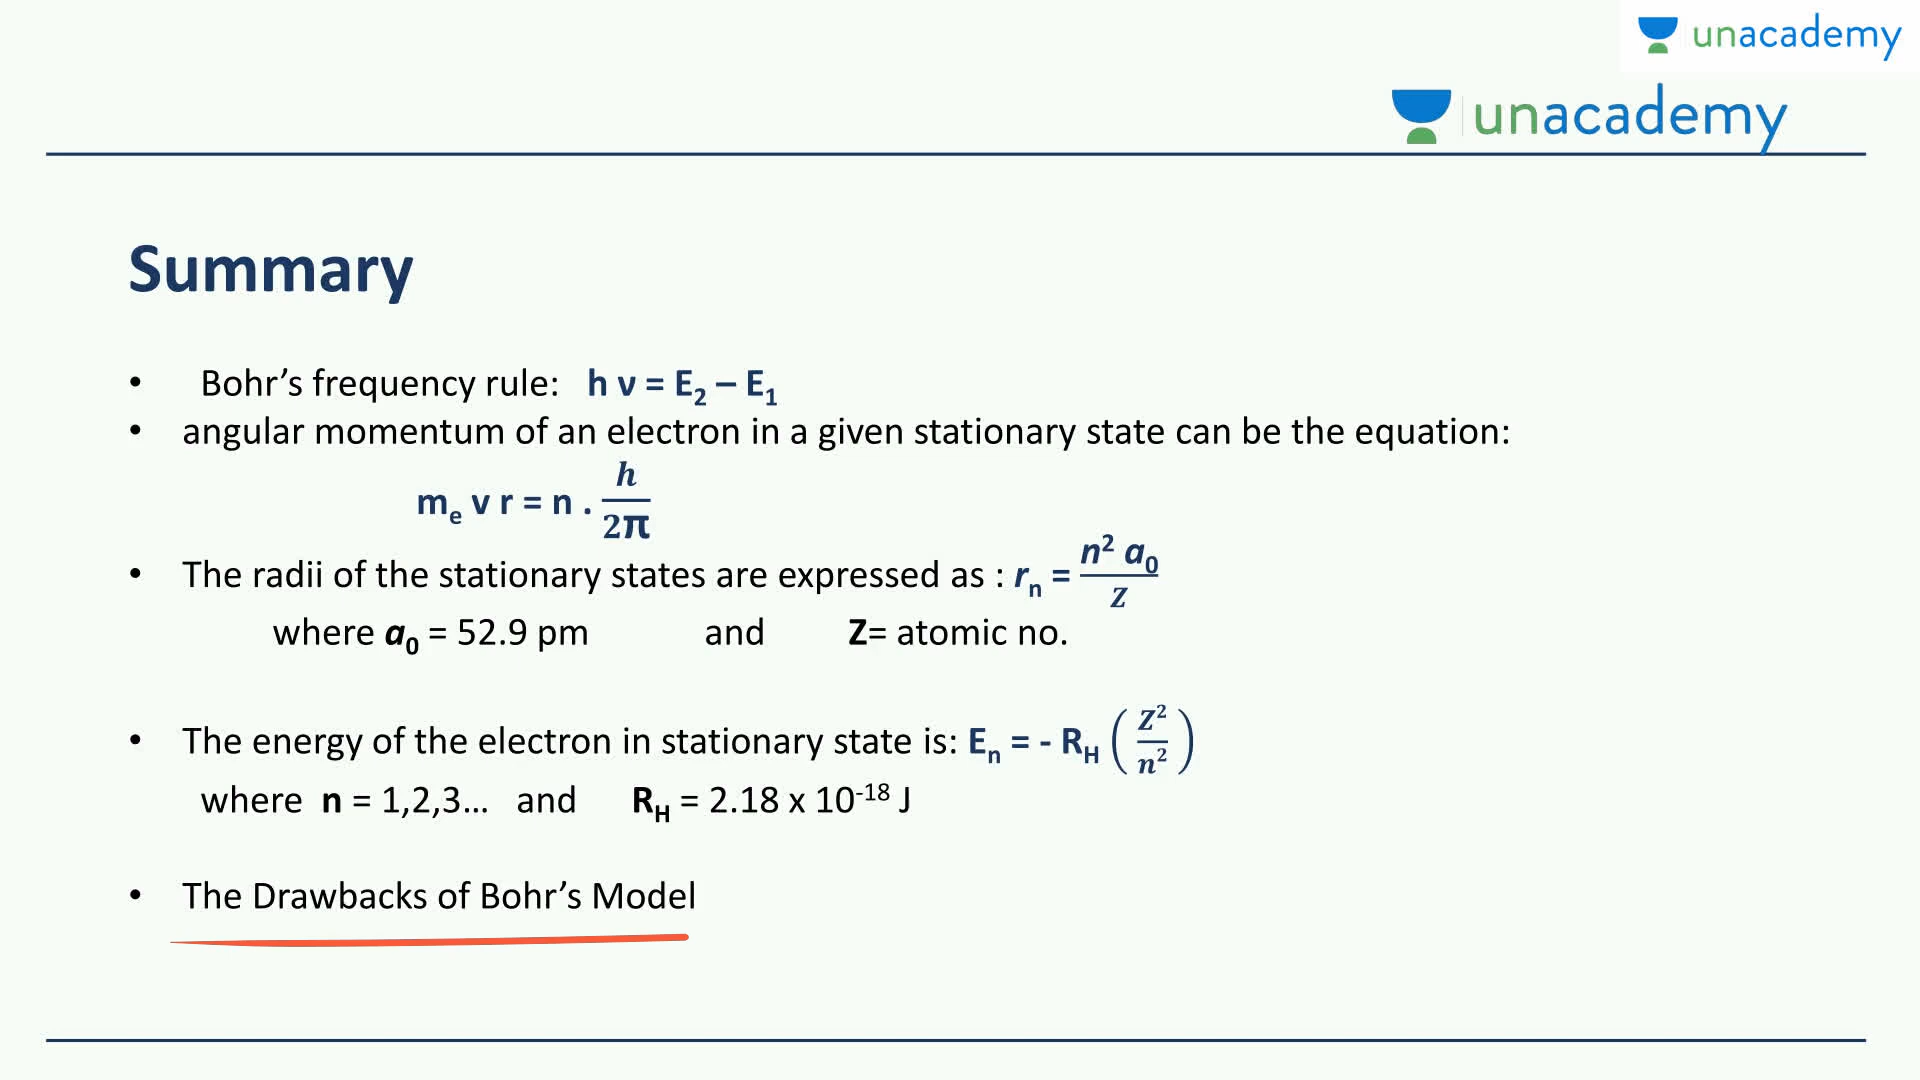 unacademy
unacademy
Summary
• Bohr’s frequency rule: h ν = E₂ – E₁
• angular momentum of an electron in a given stationary state can be the equation:
mₑ v r = n . h/2π
• The radii of the stationary states are expressed as : rₙ = n² a₀/Z
where a₀ = 52.9 pm and Z= atomic no.
• The energy of the electron in stationary state is: Eₙ = - R_H (Z²/n²)
where n = 1,2,3... and R_H = 2.18 x 10⁻¹⁸ J
• The Drawbacks of Bohr’s Model